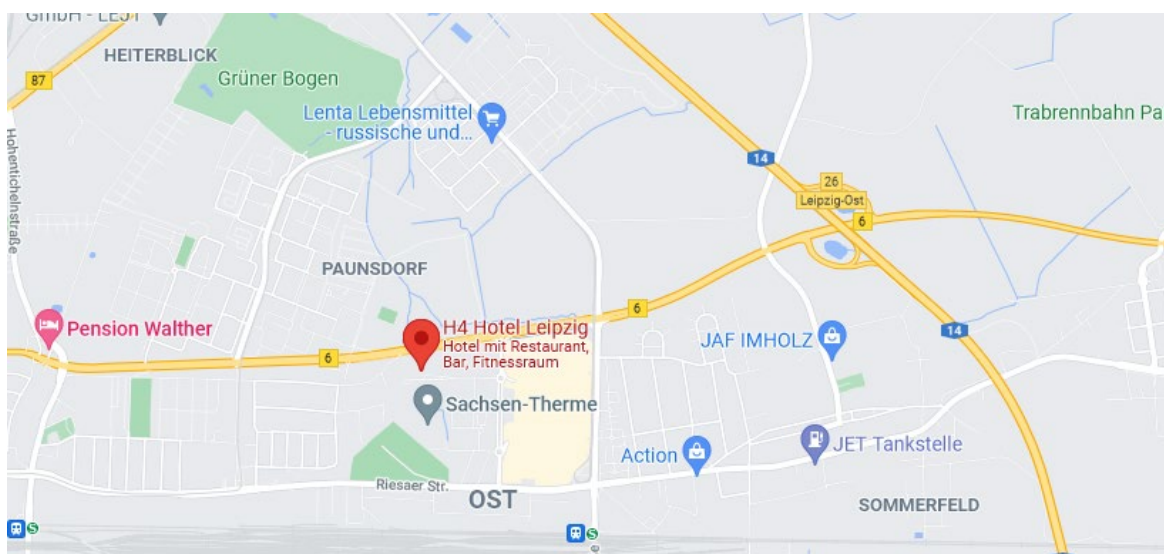 GmbH - LEJ1
HEITERBLICK
87
Grüner Bogen
Lenta Lebensmittel
- russische und...
14
Trabrennbahn Pa
26
Leipzig-Ost
6
Hohentichelnstraße
PAUNSDORF
6
Pension Walther
H4 Hotel Leipzig
Hotel mit Restaurant,
Bar, Fitnessraum
6
JAF IMHOLZ
14
Sachsen-Therme
Action
JET Tankstelle
Riesaer Str.
OST
SOMMERFELD
S
S